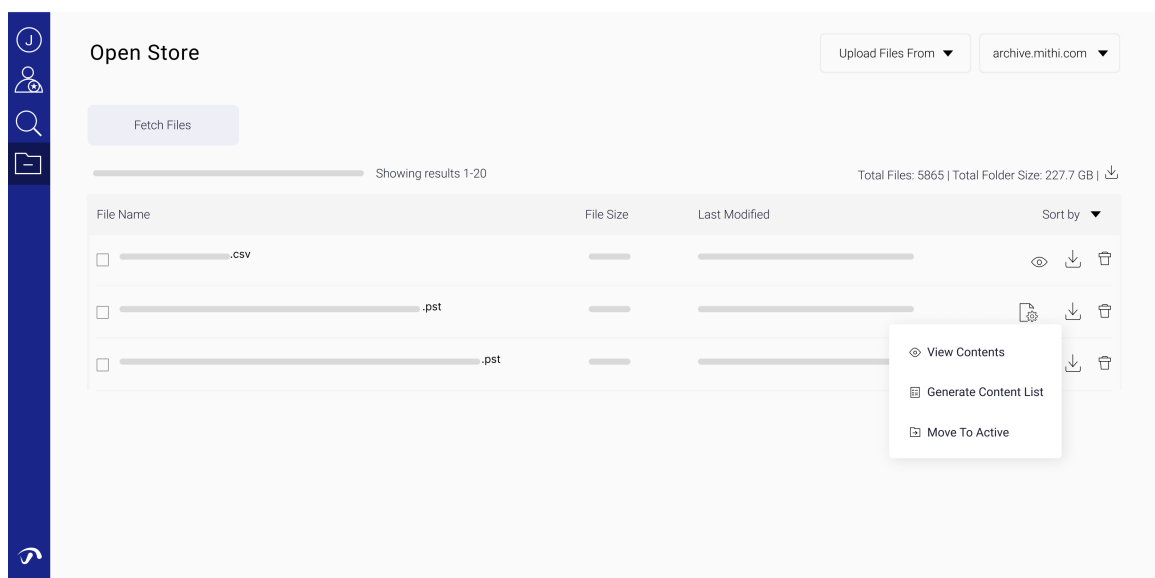 J
Open Store
Upload Files From
archive.mithi.com
Fetch Files
Showing results 1-20
Total Files: 5865 | Total Folder Size: 227.7 GB |
File Name File Size Last Modified Sort by
.csv
.pst
.pst
View Contents
Generate Content List
Move To Active